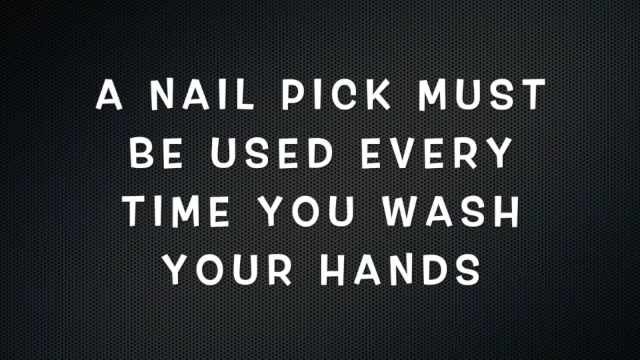 A NAIL PICK MUST
BE USED EVERY
TIME YOU WASH
YOUR HANDS